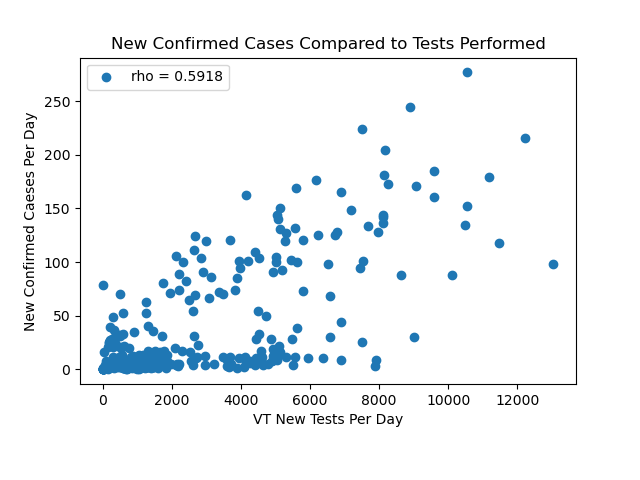 New Confirmed Cases Compared to Tests Performed
rho = 0.5918
New Confirmed Caeses Per Day
250
200
150
100
50
0
0 2000 4000 6000 8000 10000 12000
VT New Tests Per Day